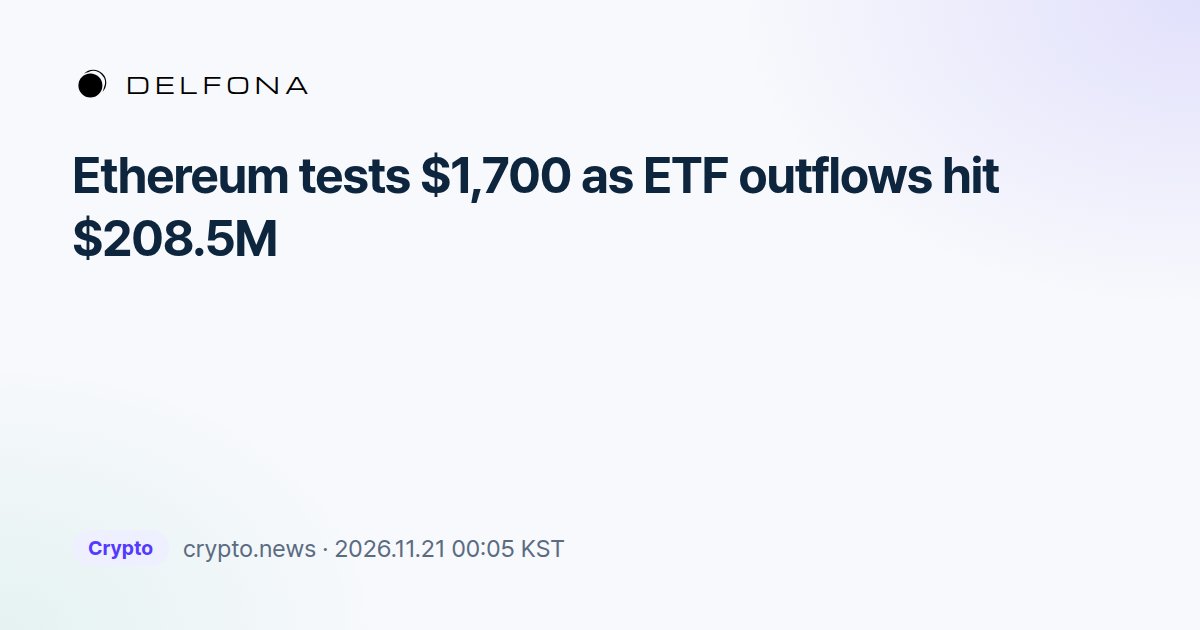 DELFONA
Ethereum tests $1,700 as ETF outflows hit
$208.5M
Crypto crypto.news · 2026.11.21 00:05 KST